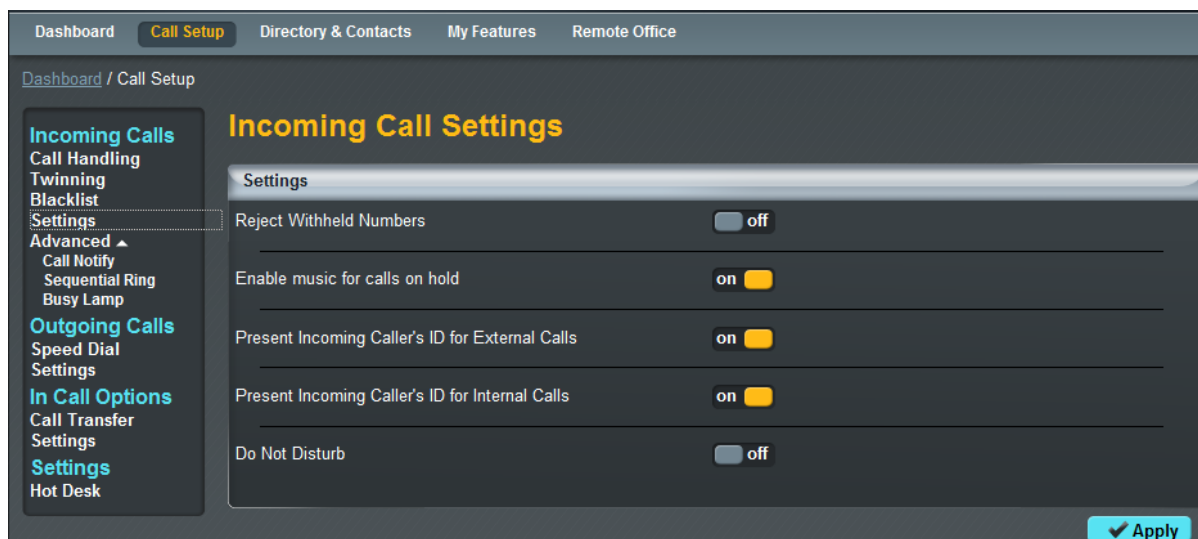 Dashboard Call Setup Directory & Contacts My Features Remote Office
Dashboard / Call Setup
Incoming Calls
Call Handling
Twinning
Blacklist
Settings
Advanced
Call Notify
Sequential Ring
Busy Lamp
Outgoing Calls
Speed Dial
Settings
In Call Options
Call Transfer
Settings
Settings
Hot Desk
Incoming Call Settings
Settings
Reject Withheld Numbers off
Enable music for calls on hold on
Present Incoming Caller's ID for External Calls on
Present Incoming Caller's ID for Internal Calls on
Do Not Disturb off
Apply